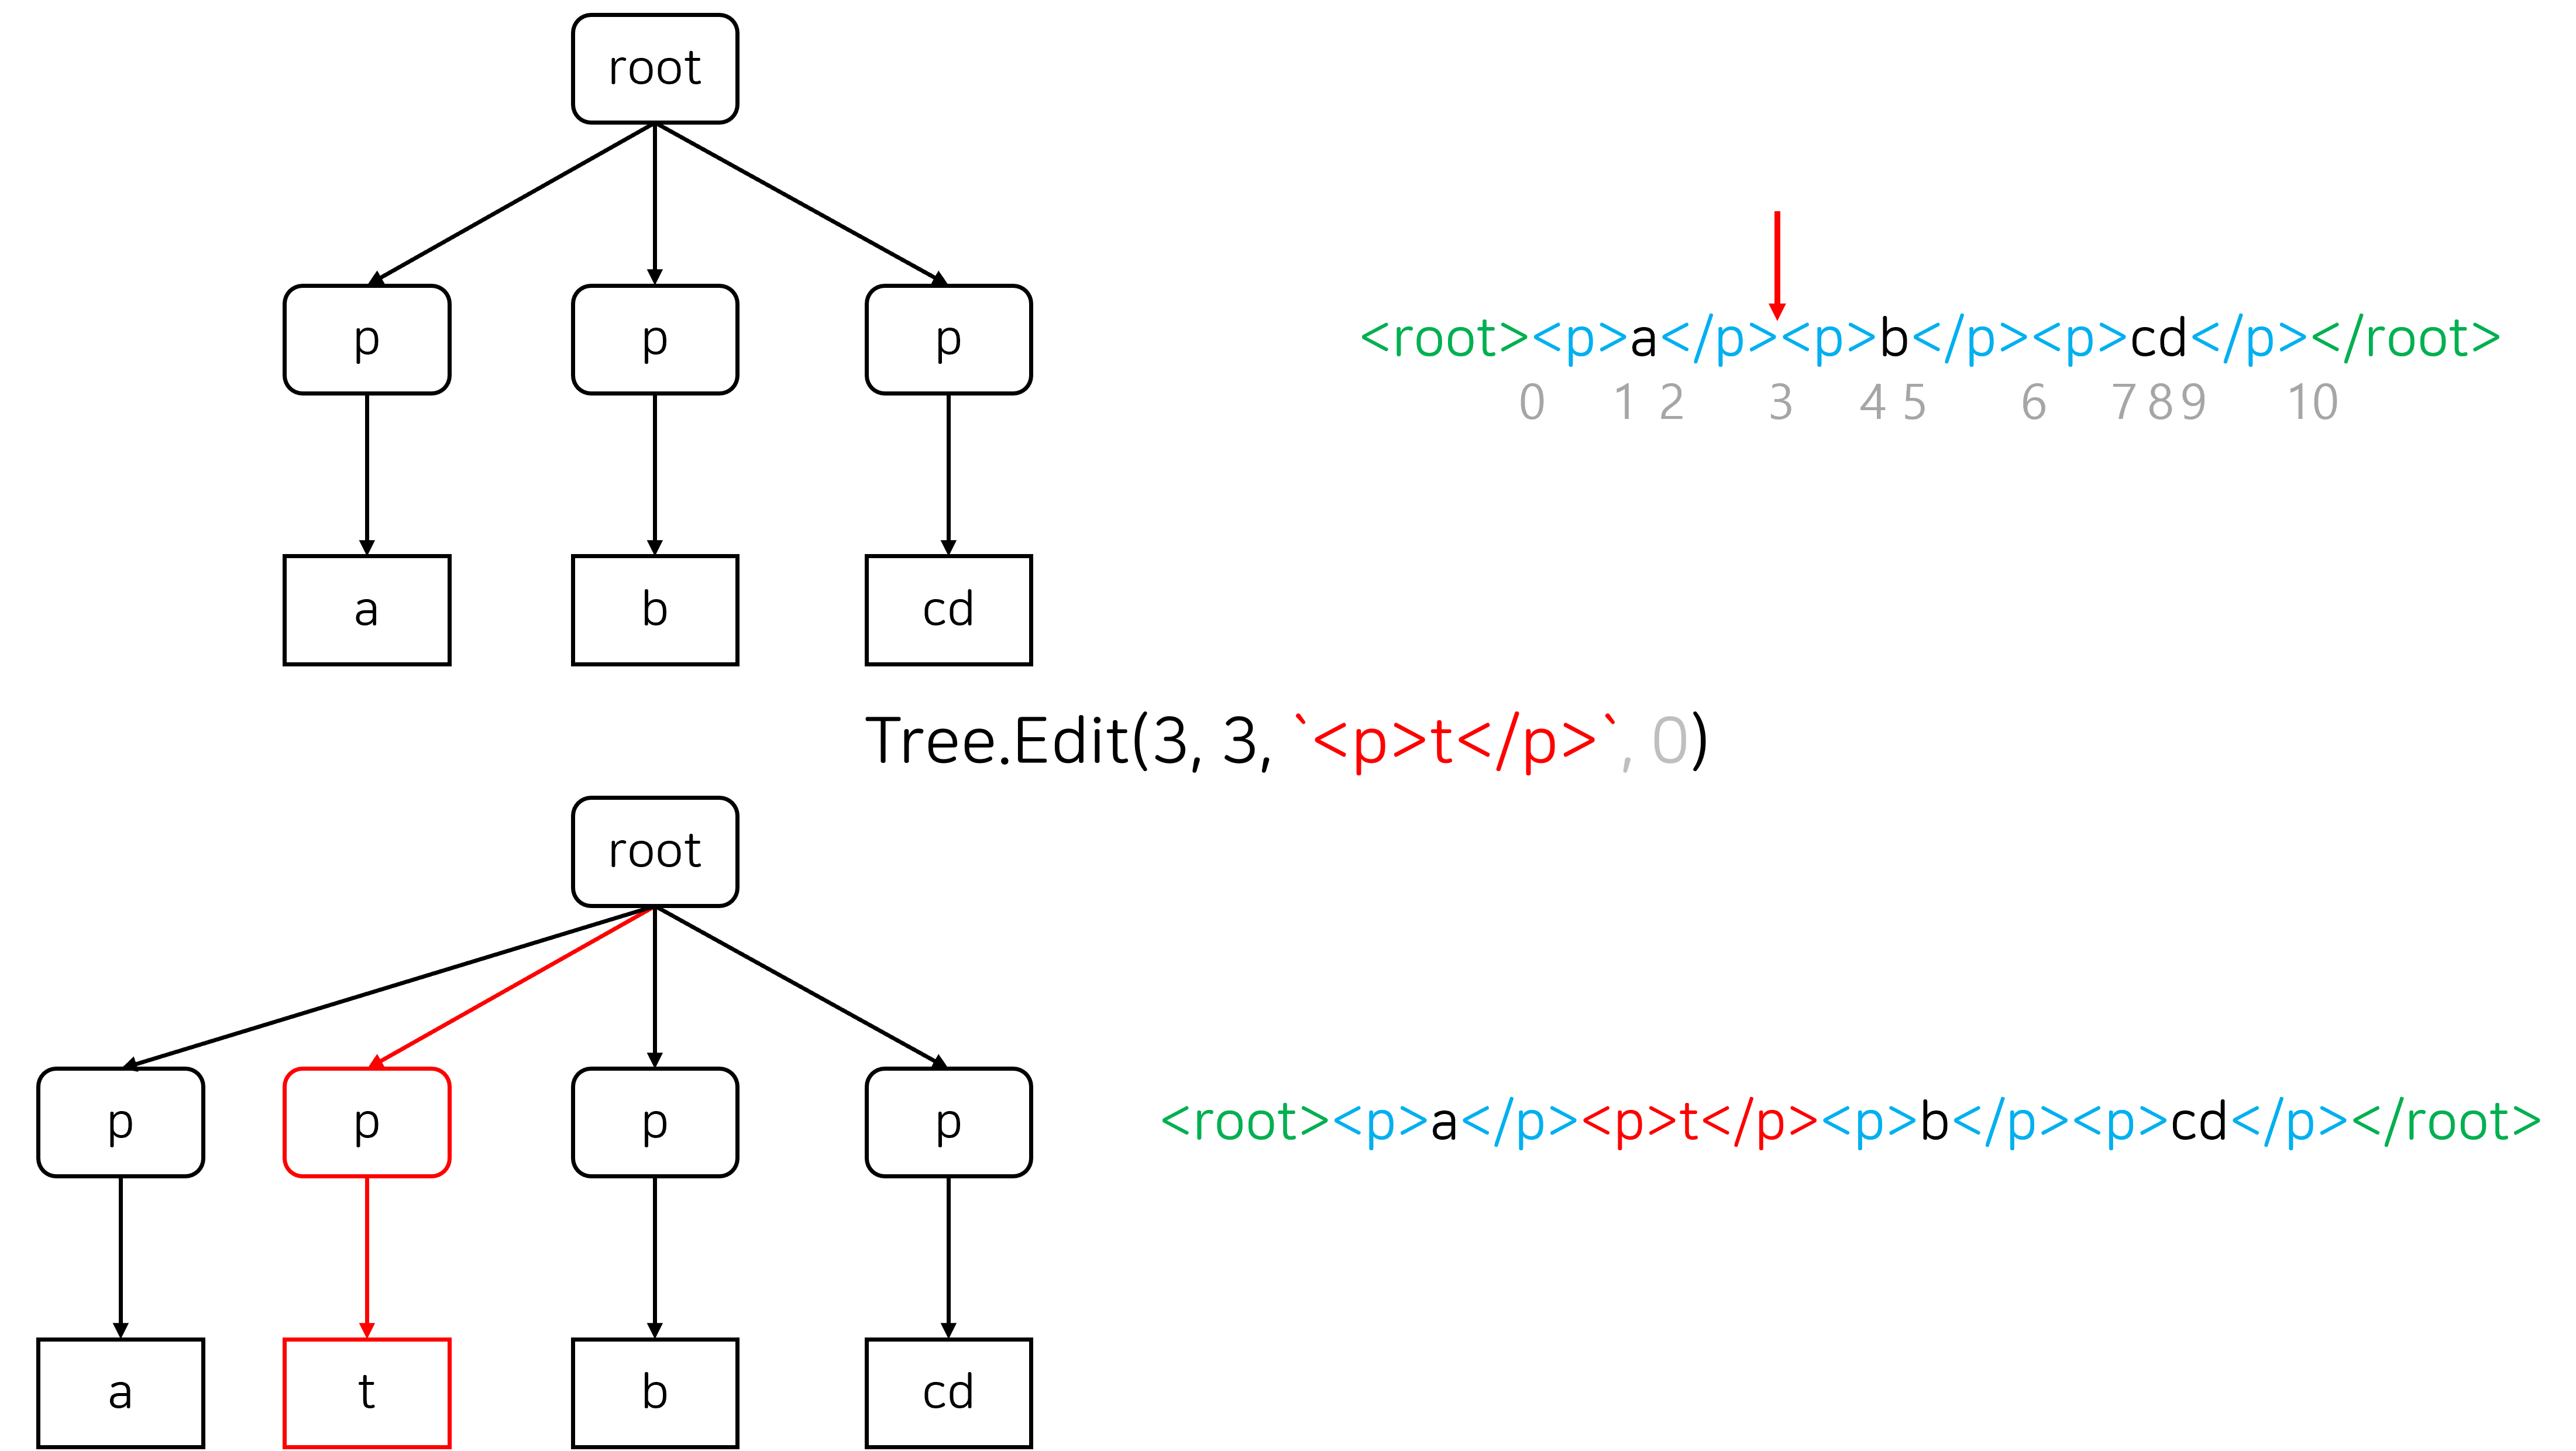 root
p p p
<root><p>a</p><p>b</p><p>cd</p></root>
0 1 2 3 4 5 6 7 8 9 10
a b cd
Tree.Edit(3, 3, `<p>t</p>`, 0)
root
p p p p
<root><p>a</p><p>t</p><p>b</p><p>cd</p></root>
a t b cd